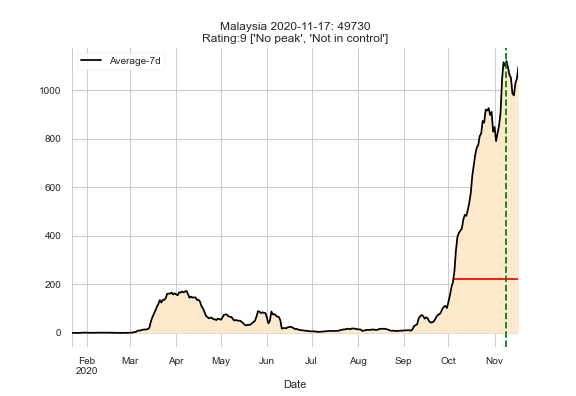 Malaysia 2020-11-17: 49730
Rating:9 ['No peak', 'Not in control']
Average-7d
1000
800
600
400
200
0
Feb Mar Apr May Jun Jul Aug Sep Oct Nov
2020
Date